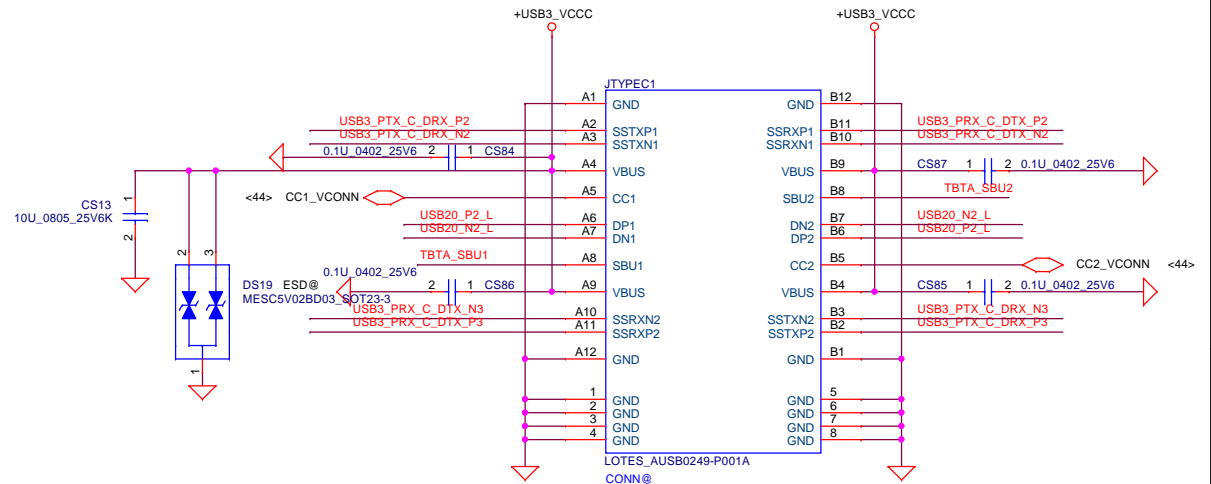 +USB3_VCCC +USB3_VCCC
JTYPEC1
A1 GND GND B12
USB3_PTX_C_DRX_P2 A2 SSTXP1 SSRXP1 B11 USB3_PRX_C_DTX_P2
USB3_PTX_C_DRX_N2 A3 SSTXN1 SSRXN1 B10 USB3_PRX_C_DTX_N2
0.1U_0402_25V6 2 1 CS84
A4 VBUS VBUS B9 CS87 1 2 0.1U_0402_25V6
<44> CC1_VCONN A5 CC1 SBU2 B8 TBTA_SBU2
CS13 1
10U_0805_25V6K
2
USB20_P2_L A6 DP1 DN2 B7 USB20_N2_L
USB20_N2_L A7 DN1 DP2 B6 USB20_P2_L
TBTA_SBU1 A8 SBU1 CC2 B5 CC2_VCONN <44>
2 3
0.1U_0402_25V6
DS19 ESD@ 2 1 CS86 A9 VBUS VBUS B4 CS85 1 2 0.1U_0402_25V6
MESC5V02BD03_SOT23-3
USB3_PRX_C_DTX_N3 A10 SSRXN2 SSTXN2 B3 USB3_PTX_C_DRX_N3
USB3_PRX_C_DTX_P3 A11 SSRXP2 SSTXP2 B2 USB3_PTX_C_DRX_P3
A12 GND GND B1
1
1 GND GND 5
2 GND GND 6
3 GND GND 7
4 GND GND 8
LOTES_AUSB0249-P001A
CONN@